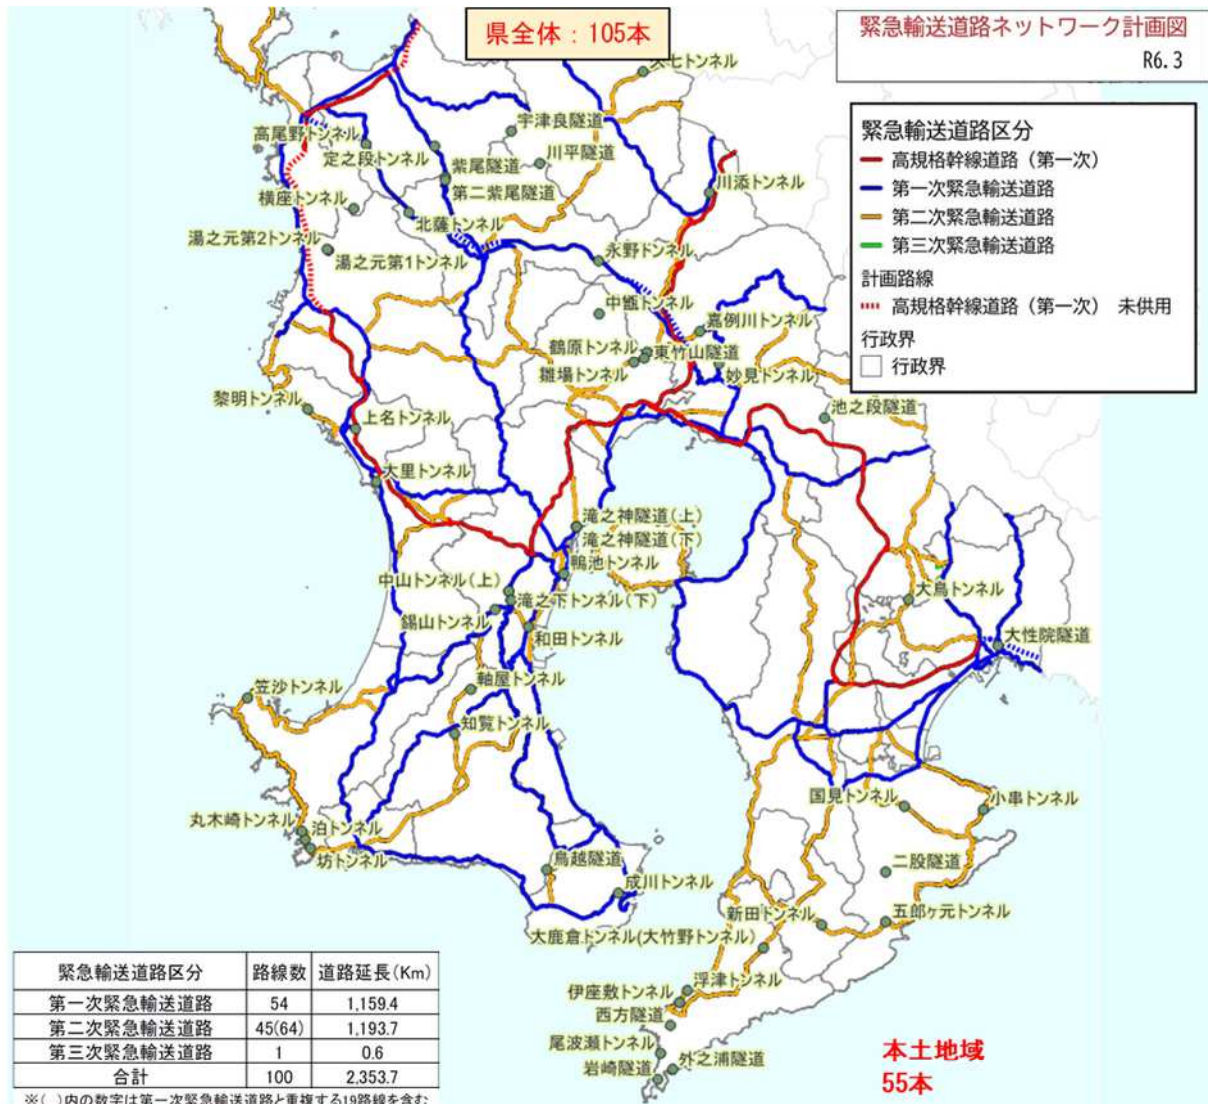 県全体：105本
緊急輸送道路ネットワーク計画図
R6.3
緊急輸送道路区分
高規格幹線道路（第一次）
第一次緊急輸送道路
第二次緊急輸送道路
第三次緊急輸送道路
計画路線
高規格幹線道路（第一次） 未供用
行政界
行政界
七トンネル
宇津良隧道
高尾野トンネル
定之段トンネル
紫尾隧道
川平隧道
第二紫尾隧道
川添トンネル
横座トンネル
北薩トンネル
湯之元第2トンネル
湯之元第1トンネル
永野トンネル
中甑トンネル
嘉例川トンネル
鶴原トンネル
東竹山隧道
雛場トンネル
妙見トンネル
黎明トンネル
上名トンネル
池之段隧道
大里トンネル
滝之神隧道(上)
滝之神隧道(下)
鴨池トンネル
中山トンネル(上)
滝之下トンネル(下)
大鳥トンネル
錫山トンネル
和田トンネル
大性院隧道
笠沙トンネル
軸屋トンネル
知覧トンネル
国見トンネル
小串トンネル
丸木崎トンネル
泊トンネル
坊トンネル
鳥越隧道
成川トンネル
二股隧道
新田トンネル
五郎ヶ元トンネル
大鹿倉トンネル(大竹野トンネル)
浮津トンネル
伊座敷トンネル
西方隧道
尾波瀬トンネル
外之浦隧道
岩崎隧道
本土地域
55本
緊急輸送道路区分 路線数 道路延長(Km)
第一次緊急輸送道路 54 1,159.4
第二次緊急輸送道路 45(64) 1,193.7
第三次緊急輸送道路 1 0.6
合計 100 2,353.7
※( )内の数字は第一次緊急輸送道路と重複する19路線を含む